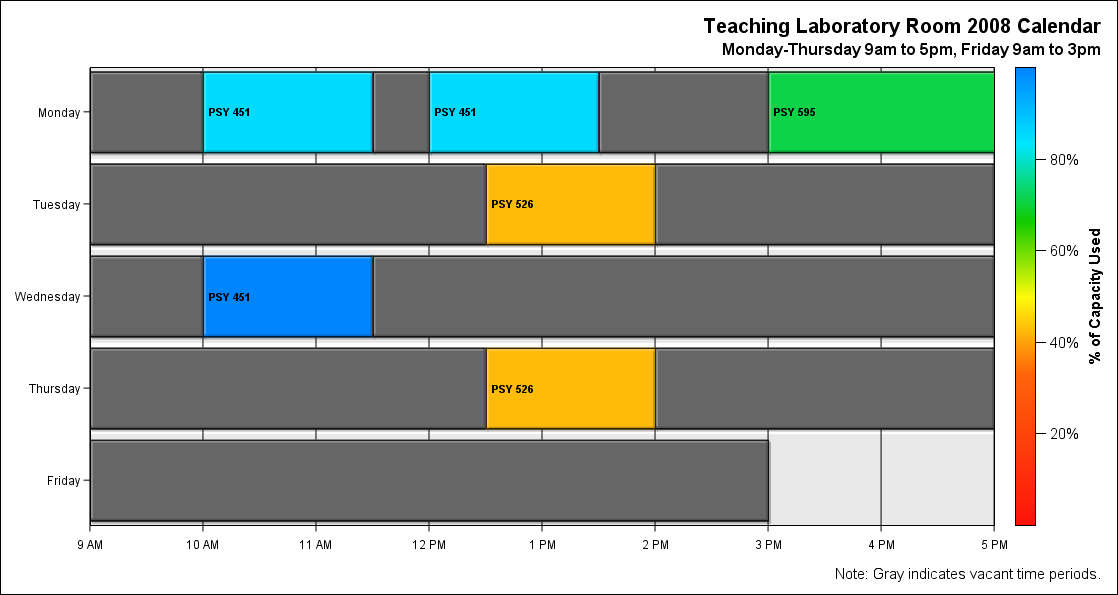 Teaching Laboratory Room 2008 Calendar
Monday-Thursday 9am to 5pm, Friday 9am to 3pm
Monday
PSY 451
PSY 451
PSY 595
Tuesday
PSY 526
Wednesday
PSY 451
Thursday
PSY 526
Friday
9 AM
10 AM
11 AM
12 PM
1 PM
2 PM
3 PM
4 PM
5 PM
80%
60%
40%
20%
% of Capacity Used
Note: Gray indicates vacant time periods.